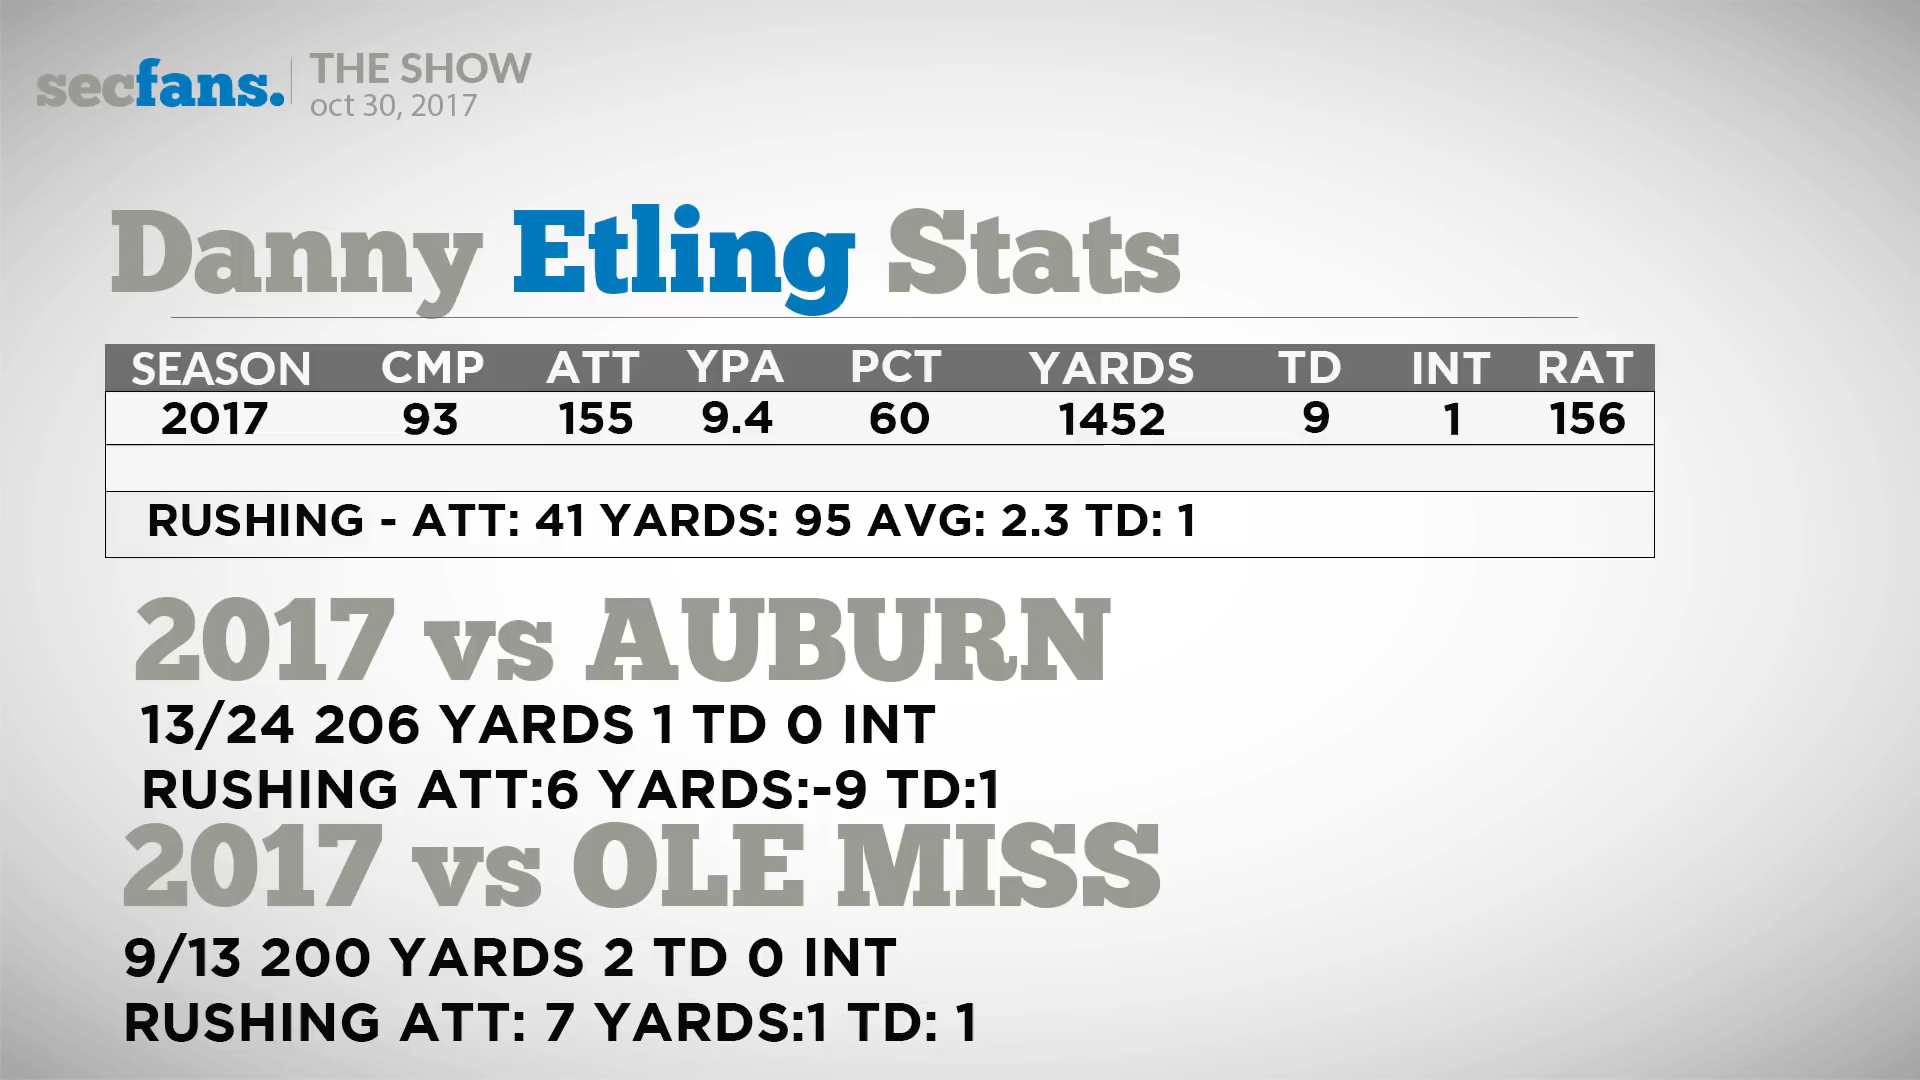 secfans. THE SHOW
oct 30, 2017
Danny Etling Stats
SEASON CMP ATT YPA PCT YARDS TD INT RAT
2017 93 155 9.4 60 1452 9 1 156
RUSHING - ATT: 41 YARDS: 95 AVG: 2.3 TD: 1
2017 vs AUBURN
13/24 206 YARDS 1 TD 0 INT
RUSHING ATT:6 YARDS:-9 TD:1
2017 vs OLE MISS
9/13 200 YARDS 2 TD 0 INT
RUSHING ATT: 7 YARDS:1 TD: 1